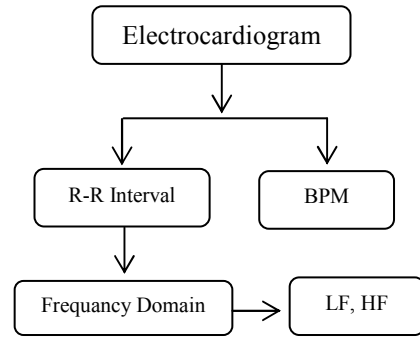 Electrocardiogram
R-R Interval
BPM
Frequancy Domain
LF, HF